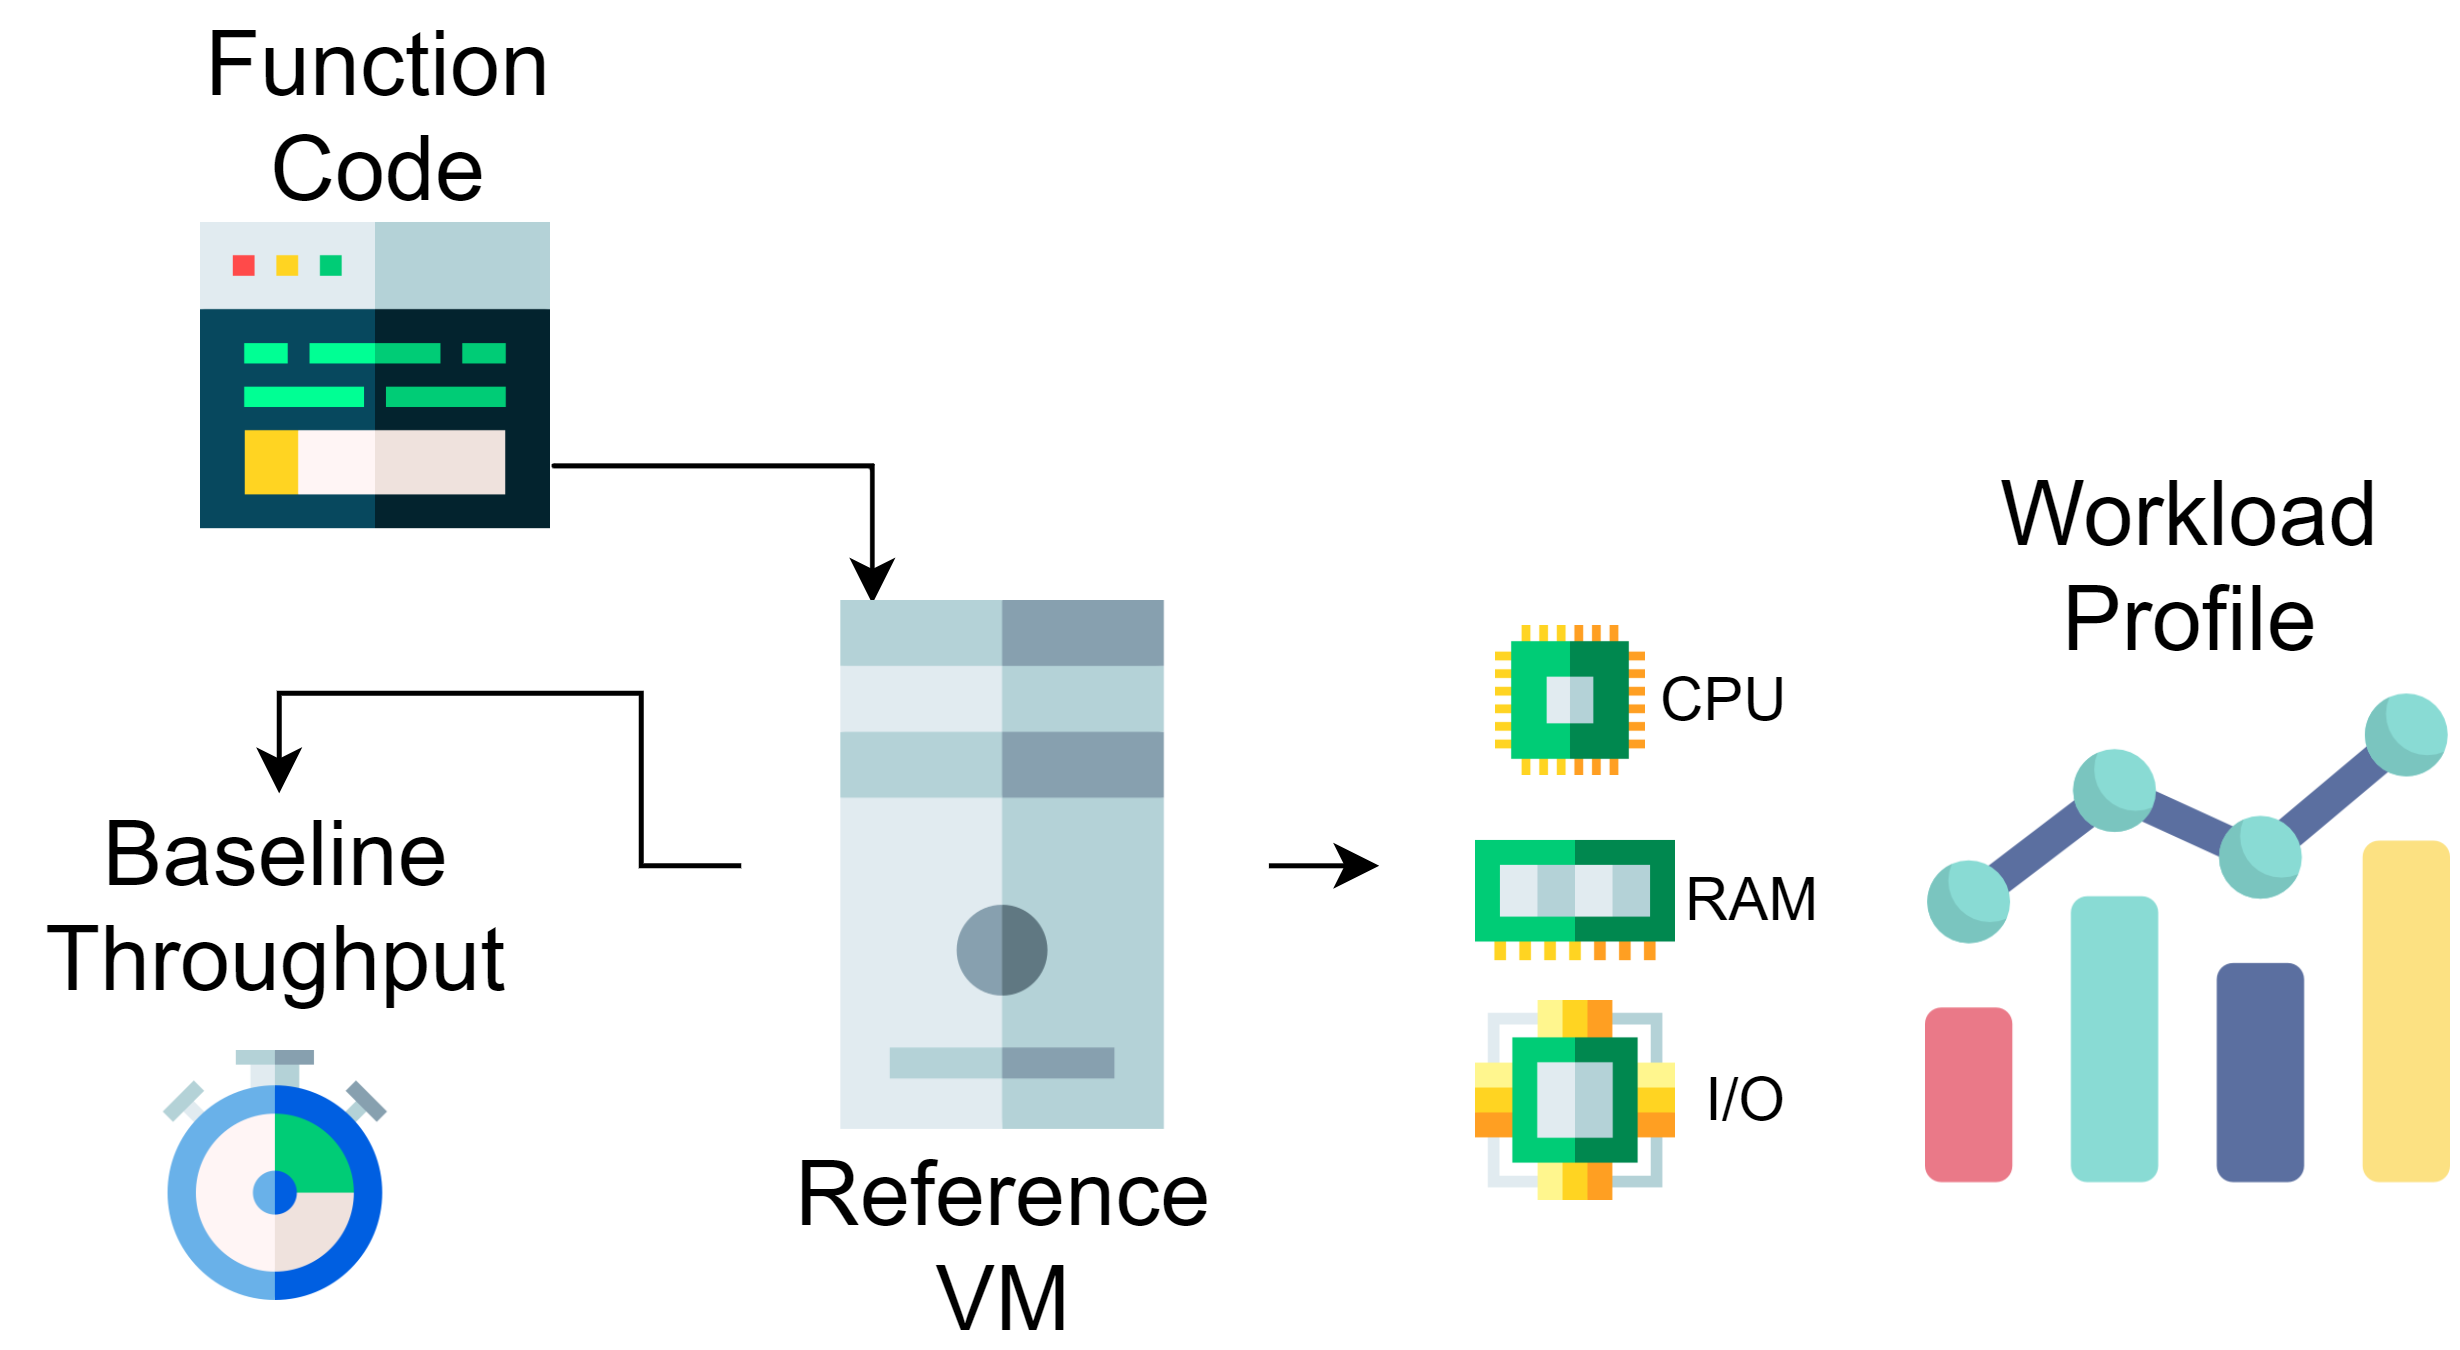 Function
Code
Baseline
Throughput
Reference
VM
CPU
RAM
I/O
Workload
Profile